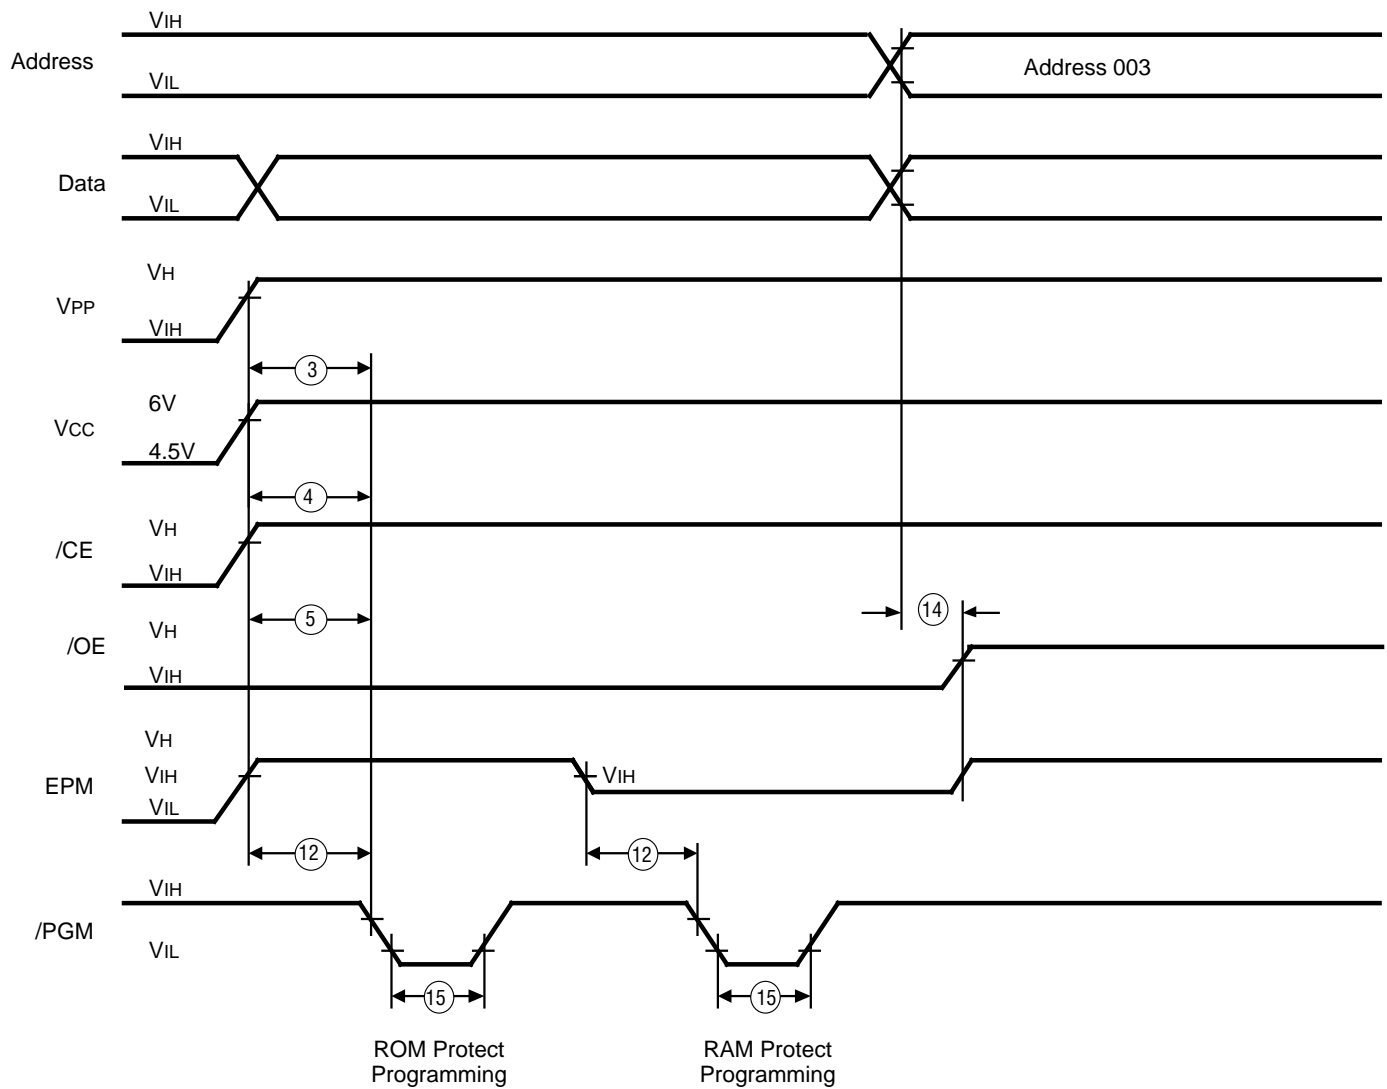 VIH
Address
Address 003
VIL
VIH
Data
VIL
VH
VPP
VIH
3
6V
VCC
4.5V
4
VH
/CE
VIH
5
14
VH
/OE
VIH
VH
VIH
VIH
EPM
VIL
12
12
VIH
/PGM
VIL
15
15
ROM Protect
Programming
RAM Protect
Programming